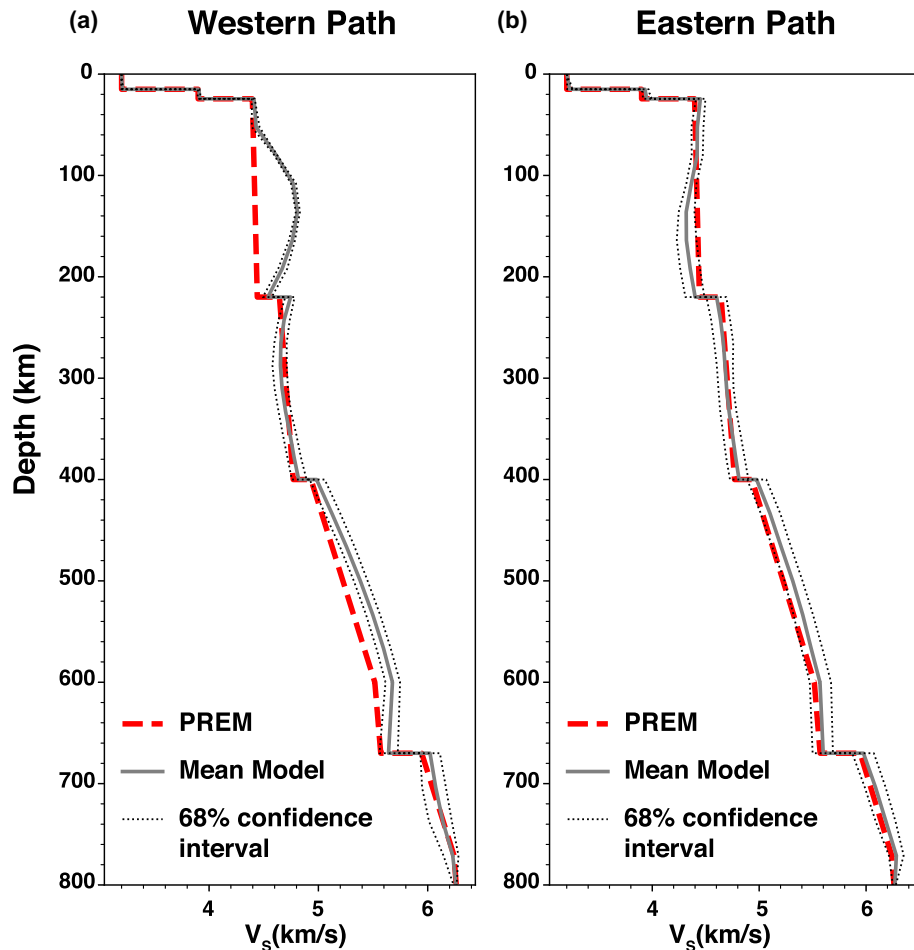 (a) Western Path
(b) Eastern Path
Depth (km)
0
100
200
300
400
500
600
700
800
PREM
Mean Model
68% confidence
interval
4 5 6
Vs(km/s)
0
100
200
300
400
500
600
700
800
PREM
Mean Model
68% confidence
interval
4 5 6
Vs(km/s)